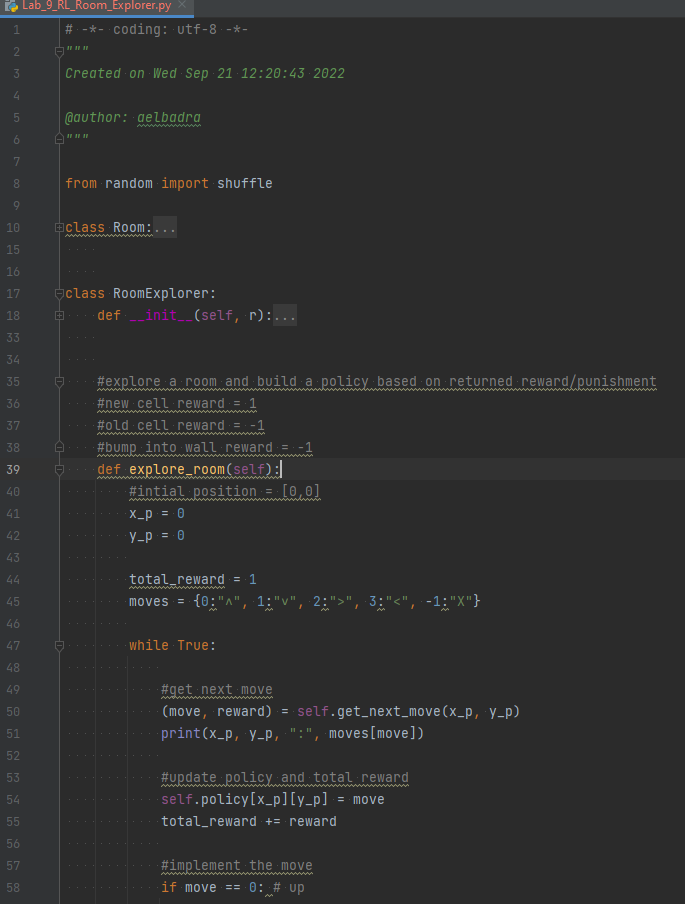 Lab_9_RL_Room_Explorer.py
1 # -*- coding: utf-8 -*-
2 """
3 Created on Wed Sep 21 12:20:43 2022
4
5 @author: aelbadra
6 """
7
8 from random import shuffle
9
10 class Room:...
15
16
17 class RoomExplorer:
18 def __init__(self, r):...
33
34
35 #explore a room and build a policy based on returned reward/punishment
36 #new cell reward = 1
37 #old cell reward = -1
38 #bump into wall reward = -1
39 def explore_room(self):
40 #intial position = [0,0]
41 x_p = 0
42 y_p = 0
43
44 total_reward = 1
45 moves = {0:"^", 1:"v", 2:">", 3:"<", -1:"X"}
46
47 while True:
48
49 #get next move
50 (move, reward) = self.get_next_move(x_p, y_p)
51 print(x_p, y_p, ":", moves[move])
52
53 #update policy and total reward
54 self.policy[x_p][y_p] = move
55 total_reward += reward
56
57 #implement the move
58 if move == 0: # up